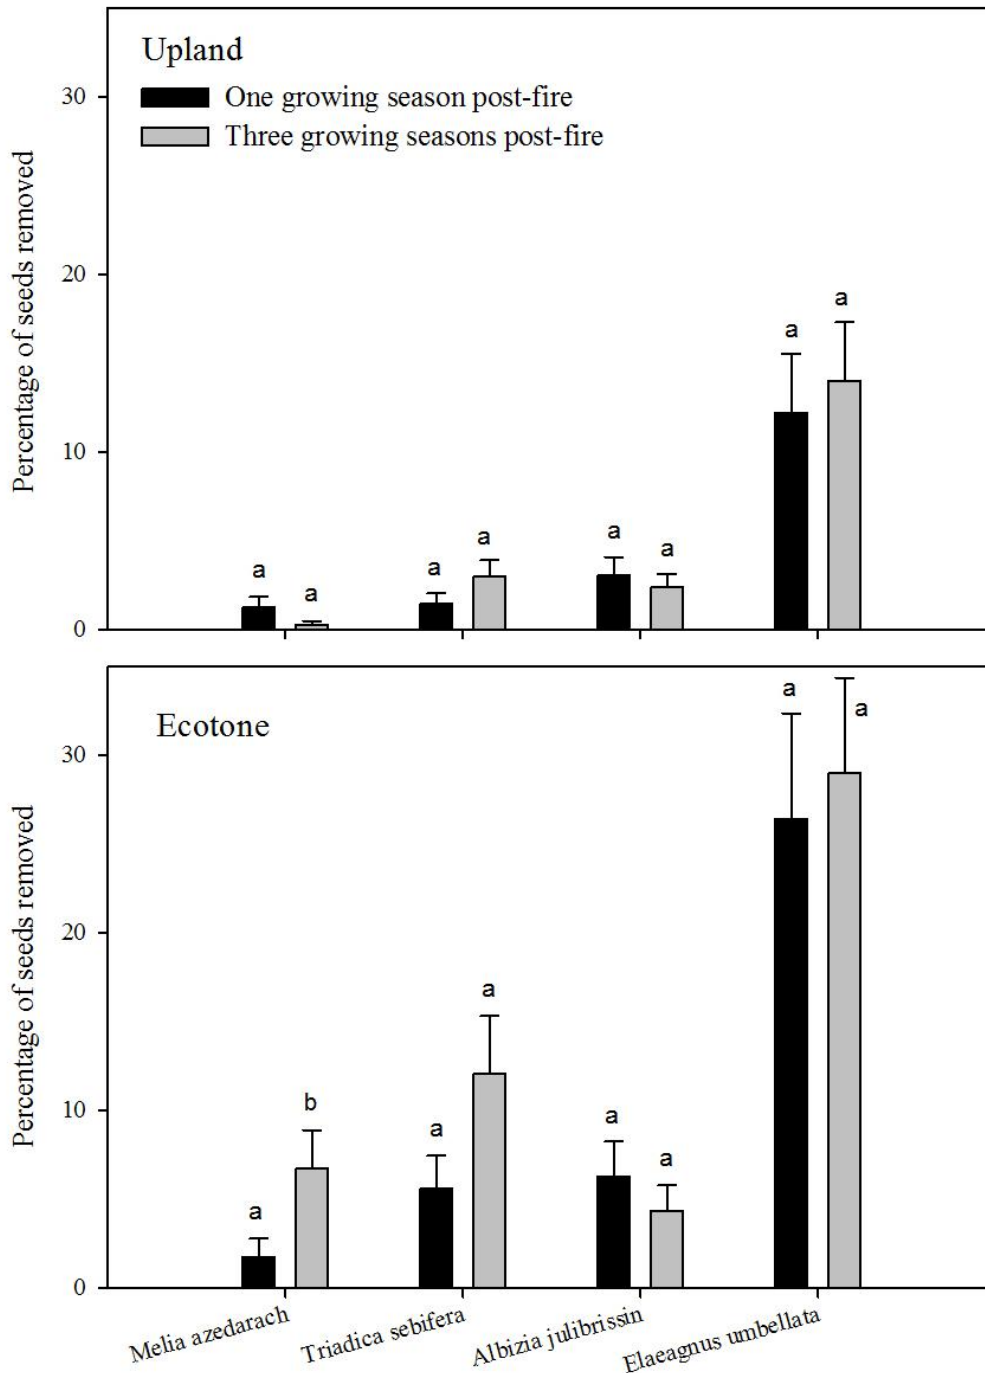 Upland
One growing season post-fire
Three growing seasons post-fire
Percentage of seeds removed
30
20
10
0
a
a
a
a
a
a
a
a
Ecotone
Percentage of seeds removed
30
20
10
0
a
b
a
a
a
a
a
a
Melia azedarach
Triadica sebifera
Albizia julibrissin
Elaeagnus umbellata